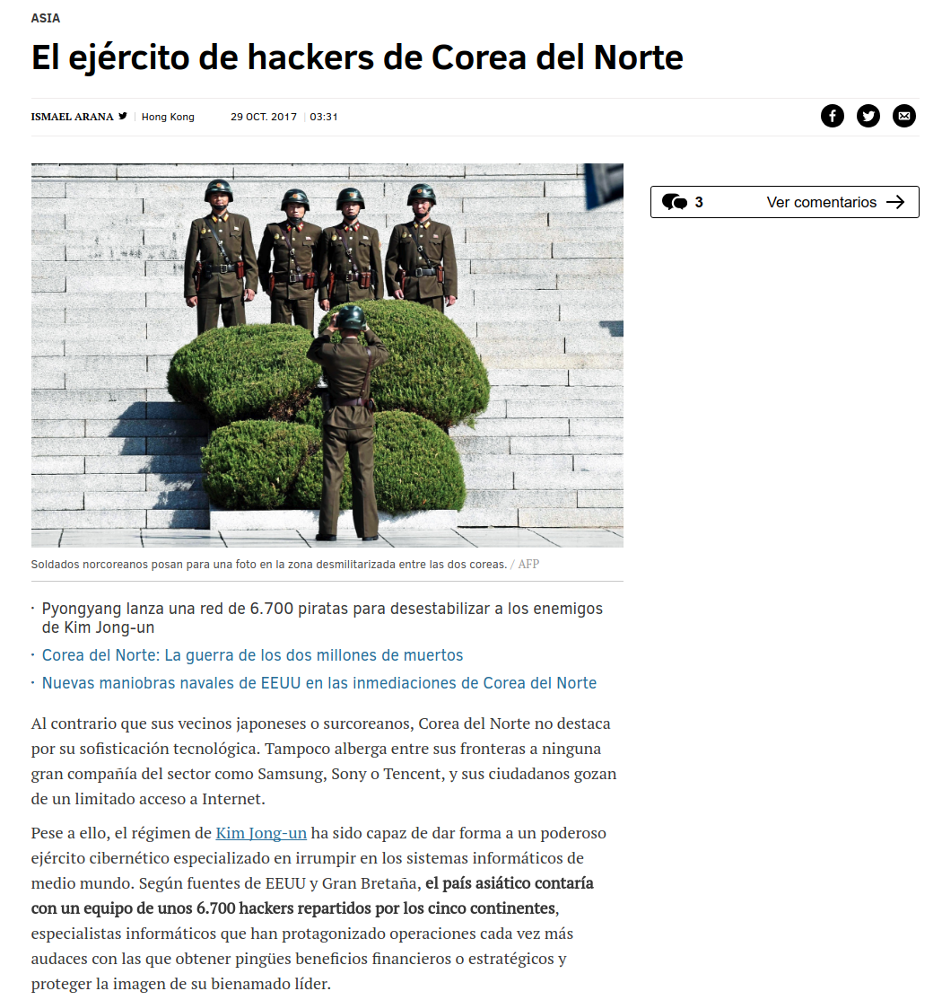 ASIA
El ejército de hackers de Corea del Norte
ISMAEL ARANA Hong Kong 29 OCT. 2017 03:31
3 Ver comentarios
Soldados norcoreanos posan para una foto en la zona desmilitarizada entre las dos coreas. / AFP
· Pyongyang lanza una red de 6.700 piratas para desestabilizar a los enemigos
de Kim Jong-un
· Corea del Norte: La guerra de los dos millones de muertos
· Nuevas maniobras navales de EEUU en las inmediaciones de Corea del Norte
Al contrario que sus vecinos japoneses o surcoreanos, Corea del Norte no destaca
por su sofisticación tecnológica. Tampoco alberga entre sus fronteras a ninguna
gran compañía del sector como Samsung, Sony o Tencent, y sus ciudadanos gozan
de un limitado acceso a Internet.
Pese a ello, el régimen de Kim Jong-un ha sido capaz de dar forma a un poderoso
ejército cibernético especializado en irrumpir en los sistemas informáticos de
medio mundo. Según fuentes de EEUU y Gran Bretaña, el país asiático contaría
con un equipo de unos 6.700 hackers repartidos por los cinco continentes,
especialistas informáticos que han protagonizado operaciones cada vez más
audaces con las que obtener pingües beneficios financieros o estratégicos y
proteger la imagen de su bienamado líder.